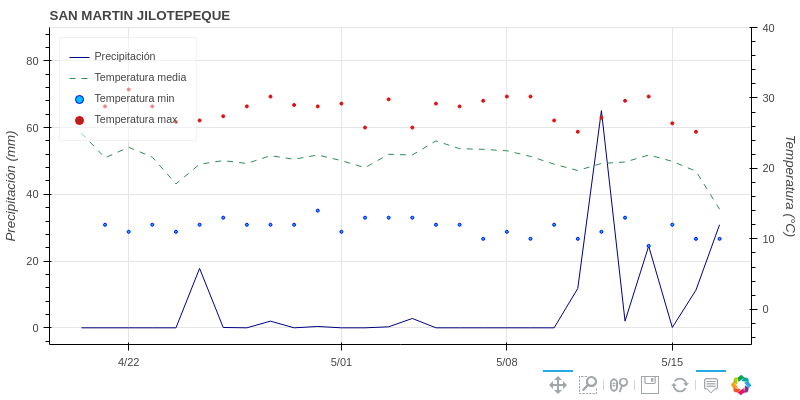 SAN MARTIN JILOTEPEQUE
Precipitación
Temperatura media
Temperatura min
Temperatura max
Precipitación (mm)
80
60
40
20
0
Temperatura (°C)
40
30
20
10
0
4/22
5/01
5/08
5/15